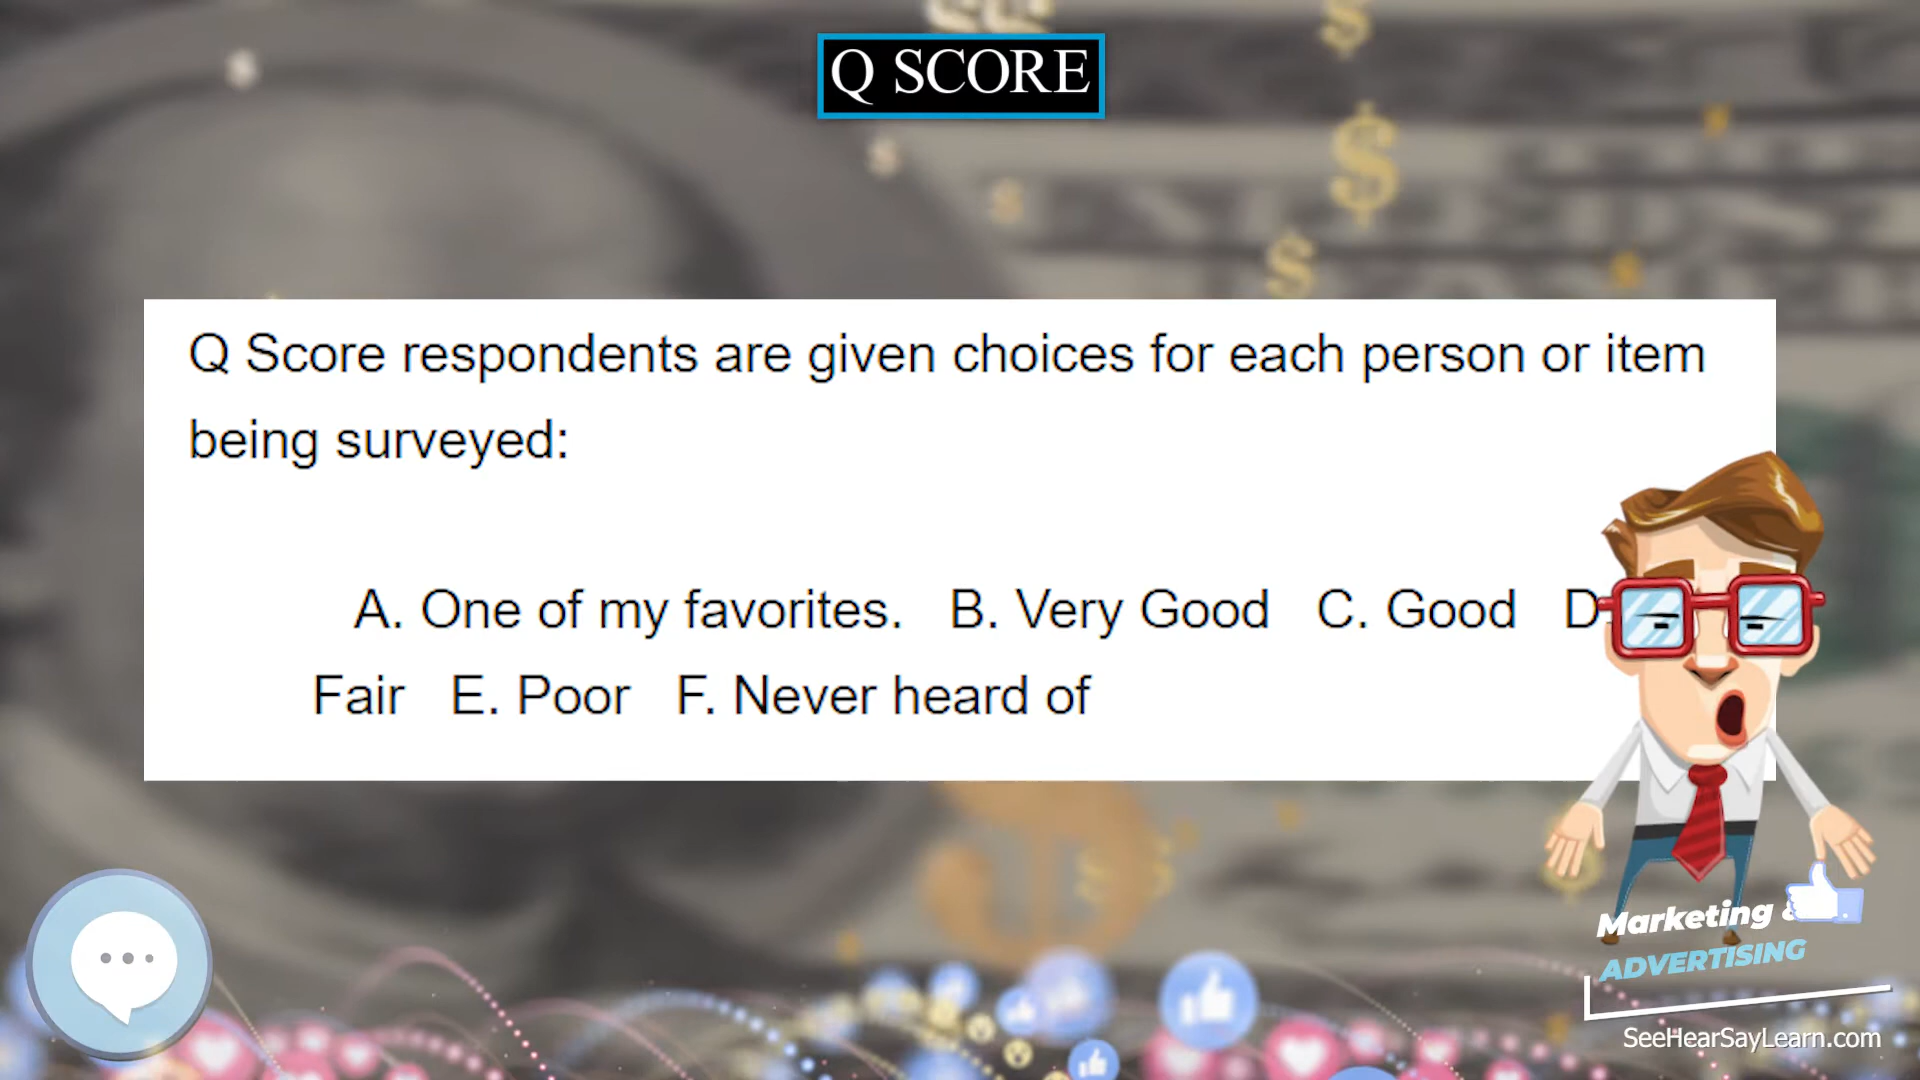 Q SCORE
Q Score respondents are given choices for each person or item
being surveyed:
A. One of my favorites. B. Very Good C. Good D.
Fair E. Poor F. Never heard of
Marketing &
ADVERTISING
SeeHearSayLearn.com